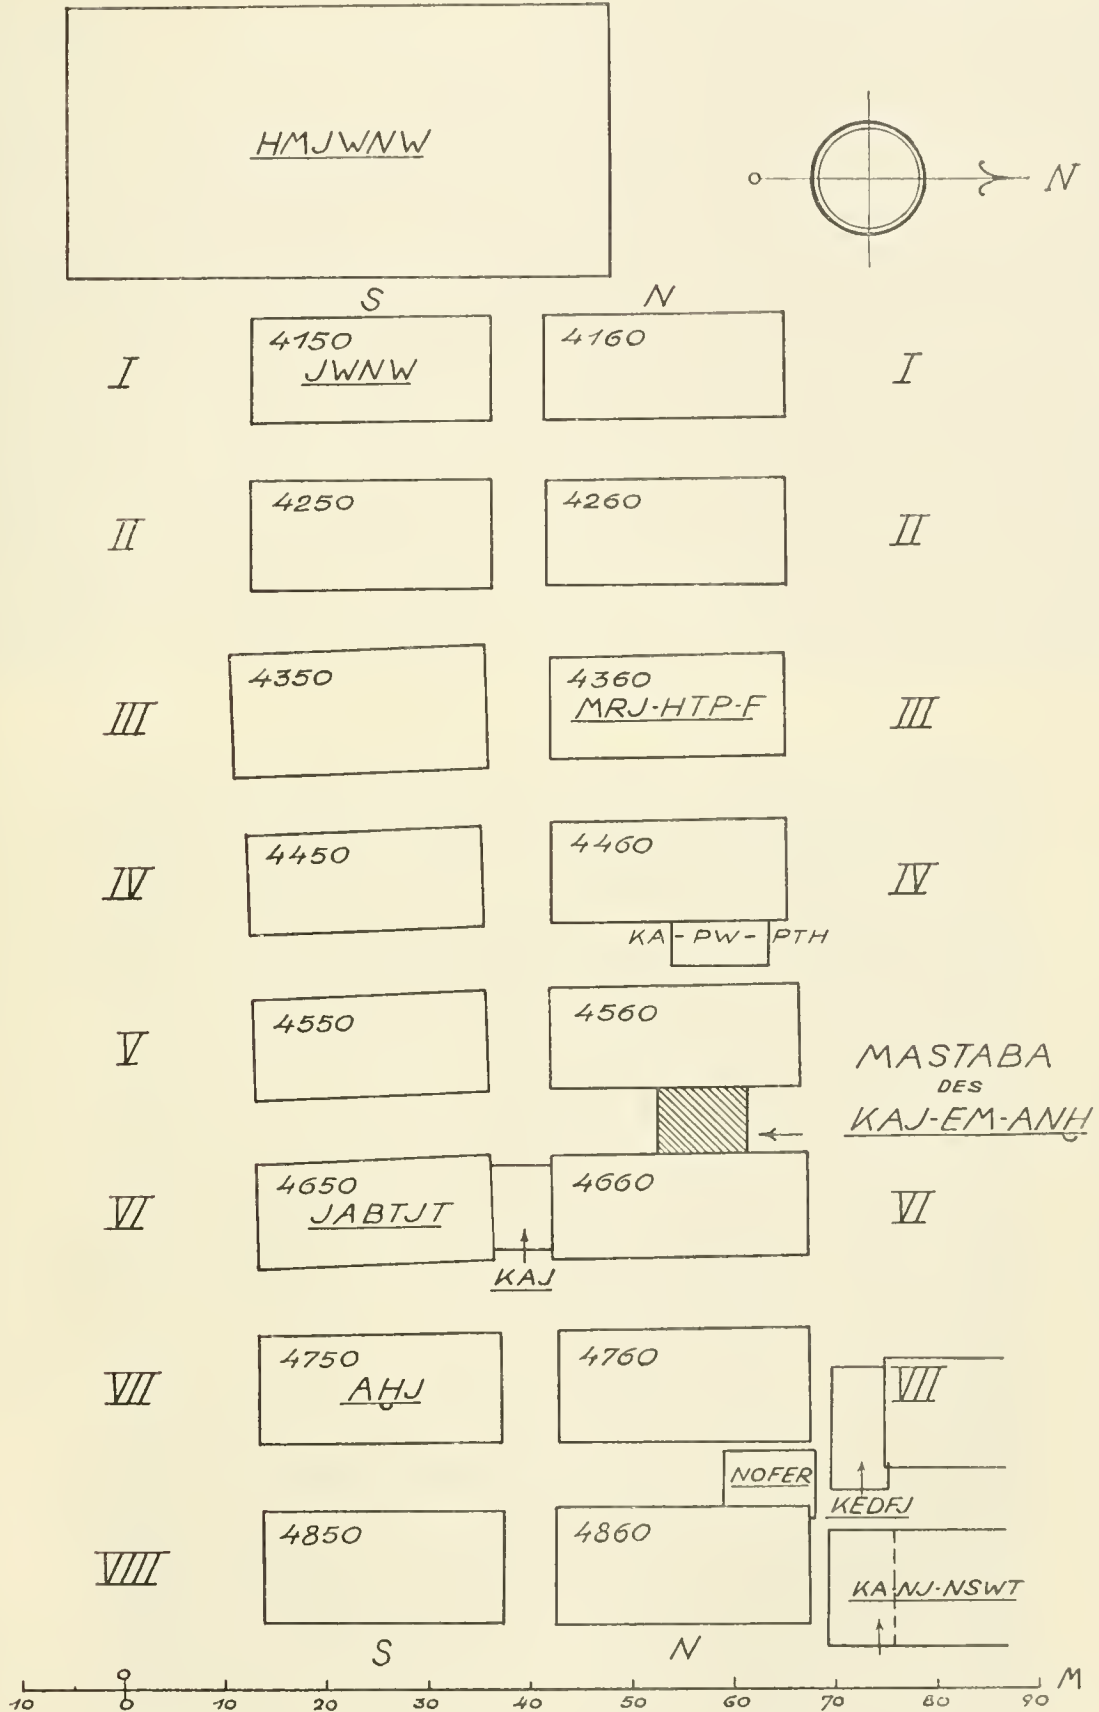 HMJWNW
N
S N
4150 4160
I JWNW I
4250 4260
II II
4350 4360
MRJ-HTP-F
III III
4450 4460
IV IV
KA-PW-PTH
4550 4560
V MASTABA
DES
KAJ-EM-ANḪ
4650 4660
VI JABTJT VI
KAJ
4750 4760
VII AḪJ VII
NOFER
KEDFJ
4850 4860
VIII KA-NJ-NSWT
S N
M
10 0 10 20 30 40 50 60 70 80 90